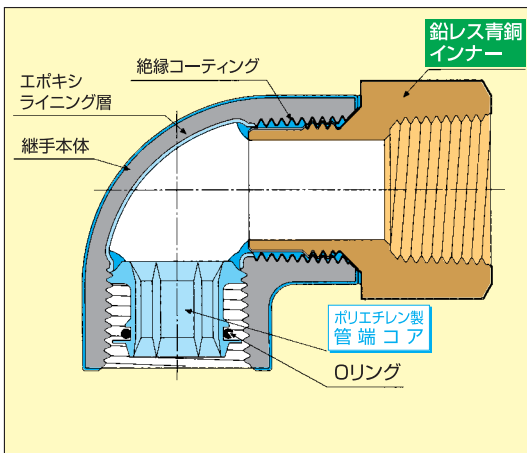 鉛レス青銅
インナー
絶縁コーティング
エポキシ
ライニング層
継手本体
ポリエチレン製
管端コア
Oリング